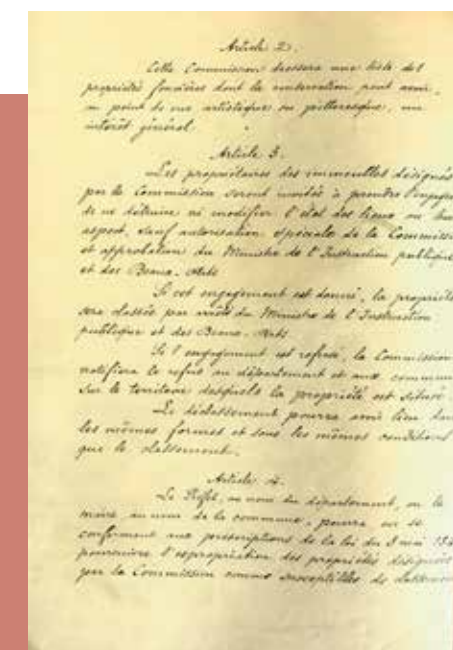 Article 2.
Cette Commission dressera une liste des
propriétés foncières dont la conservation peut avoir,
au point de vue artistique ou pittoresque, un
intérêt général.
Article 3.
Les propriétaires des immeubles désignés
par la Commission seront invités à prendre l'engagem
de ne détruire ni modifier l'état des lieux ou leur
aspect, sauf autorisation spéciale de la Commissi
et approbation du Ministre de l'Instruction publique
et des Beaux-Arts.
Si cet engagement est donné, la propriété
sera classée par arrêté du Ministre de l'Instruction
publique et des Beaux-Arts.
Si l'engagement est refusé, la Commission
notifiera le refus au département et aux commun
sur le territoire desquels la propriété est située.
Le déclassement pourra avoir lieu dans
les mêmes formes et sous les mêmes conditions
que le classement.
Article 4.
Le Préfet, au nom du département, ou le
maire au nom de la commune, pourra en se
conformant aux prescriptions de la loi du 3 mai 184
poursuivre l'expropriation des propriétés désignées
par la Commission comme susceptibles de classemen